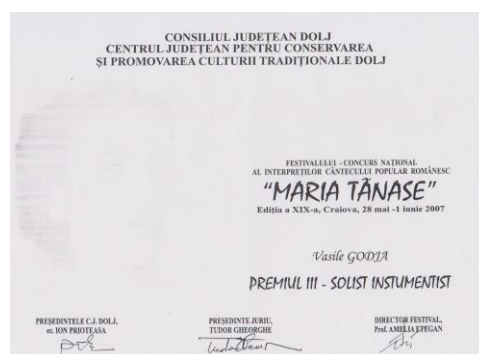 CONSILIUL JUDEȚEAN DOLJ
CENTRUL JUDEȚEAN PENTRU CONSERVAREA
ȘI PROMOVAREA CULTURII TRADIȚIONALE DOLJ
FESTIVALULUI - CONCURS NAȚIONAL
AL INTERPREȚILOR CÂNTECULUI POPULAR ROMÂNESC
"MARIA TĂNASE"
Ediția a XIX-a, Craiova, 28 mai -1 iunie 2007
Vasile GODJA
PREMIUL III - SOLIST INSTUMENTIST
PREȘEDINTELE C.J. DOLJ,
ec. ION PRIOTEASA
PREȘEDINTE JURIU,
TUDOR GHEORGHE
DIRECTOR FESTIVAL,
Prof. AMELIA EFEGAN